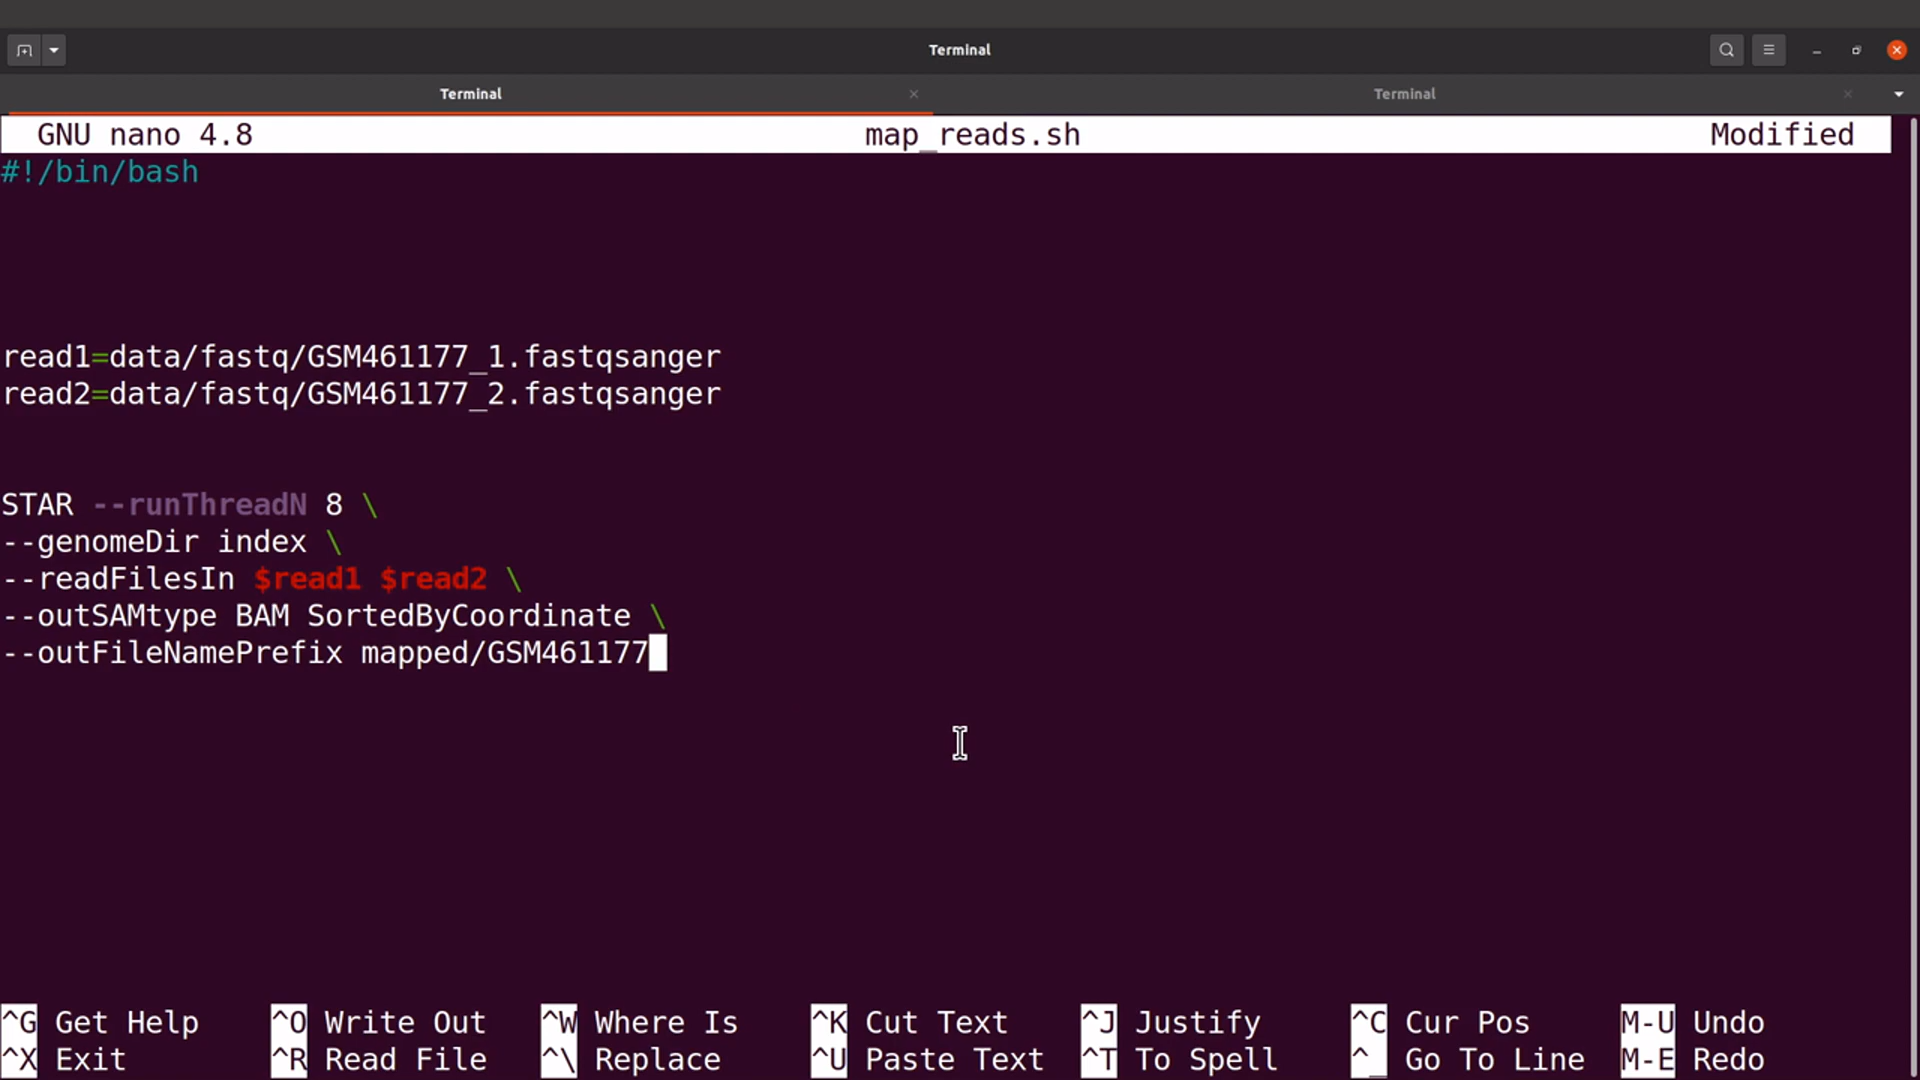 Terminal
Terminal Terminal
GNU nano 4.8 map_reads.sh Modified
#!/bin/bash
read1=data/fastq/GSM461177_1.fastqsanger
read2=data/fastq/GSM461177_2.fastqsanger
STAR --runThreadN 8 \
--genomeDir index \
--readFilesIn $read1 $read2 \
--outSAMtype BAM SortedByCoordinate \
--outFileNamePrefix mapped/GSM461177
^G Get Help ^O Write Out ^W Where Is ^K Cut Text ^J Justify ^C Cur Pos M-U Undo
^X Exit ^R Read File ^\ Replace ^U Paste Text ^T To Spell ^_ Go To Line M-E Redo